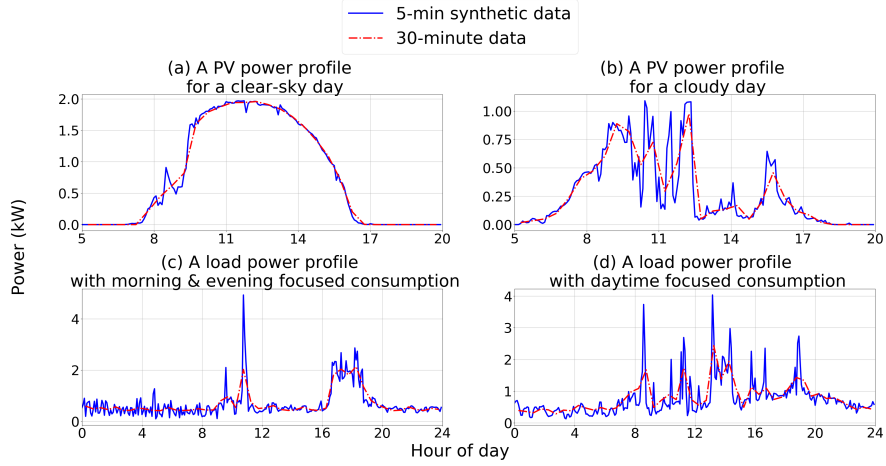 5-min synthetic data
30-minute data
(a) A PV power profile
for a clear-sky day
(b) A PV power profile
for a cloudy day
2.0
1.5
1.0
0.5
0.0
5 8 11 14 17 20
1.00
0.75
0.50
0.25
0.00
5 8 11 14 17 20
Power (kW)
(c) A load power profile
with morning & evening focused consumption
(d) A load power profile
with daytime focused consumption
4
2
0
0 4 8 12 16 20 24
4
3
2
1
0
0 4 8 12 16 20 24
Hour of day